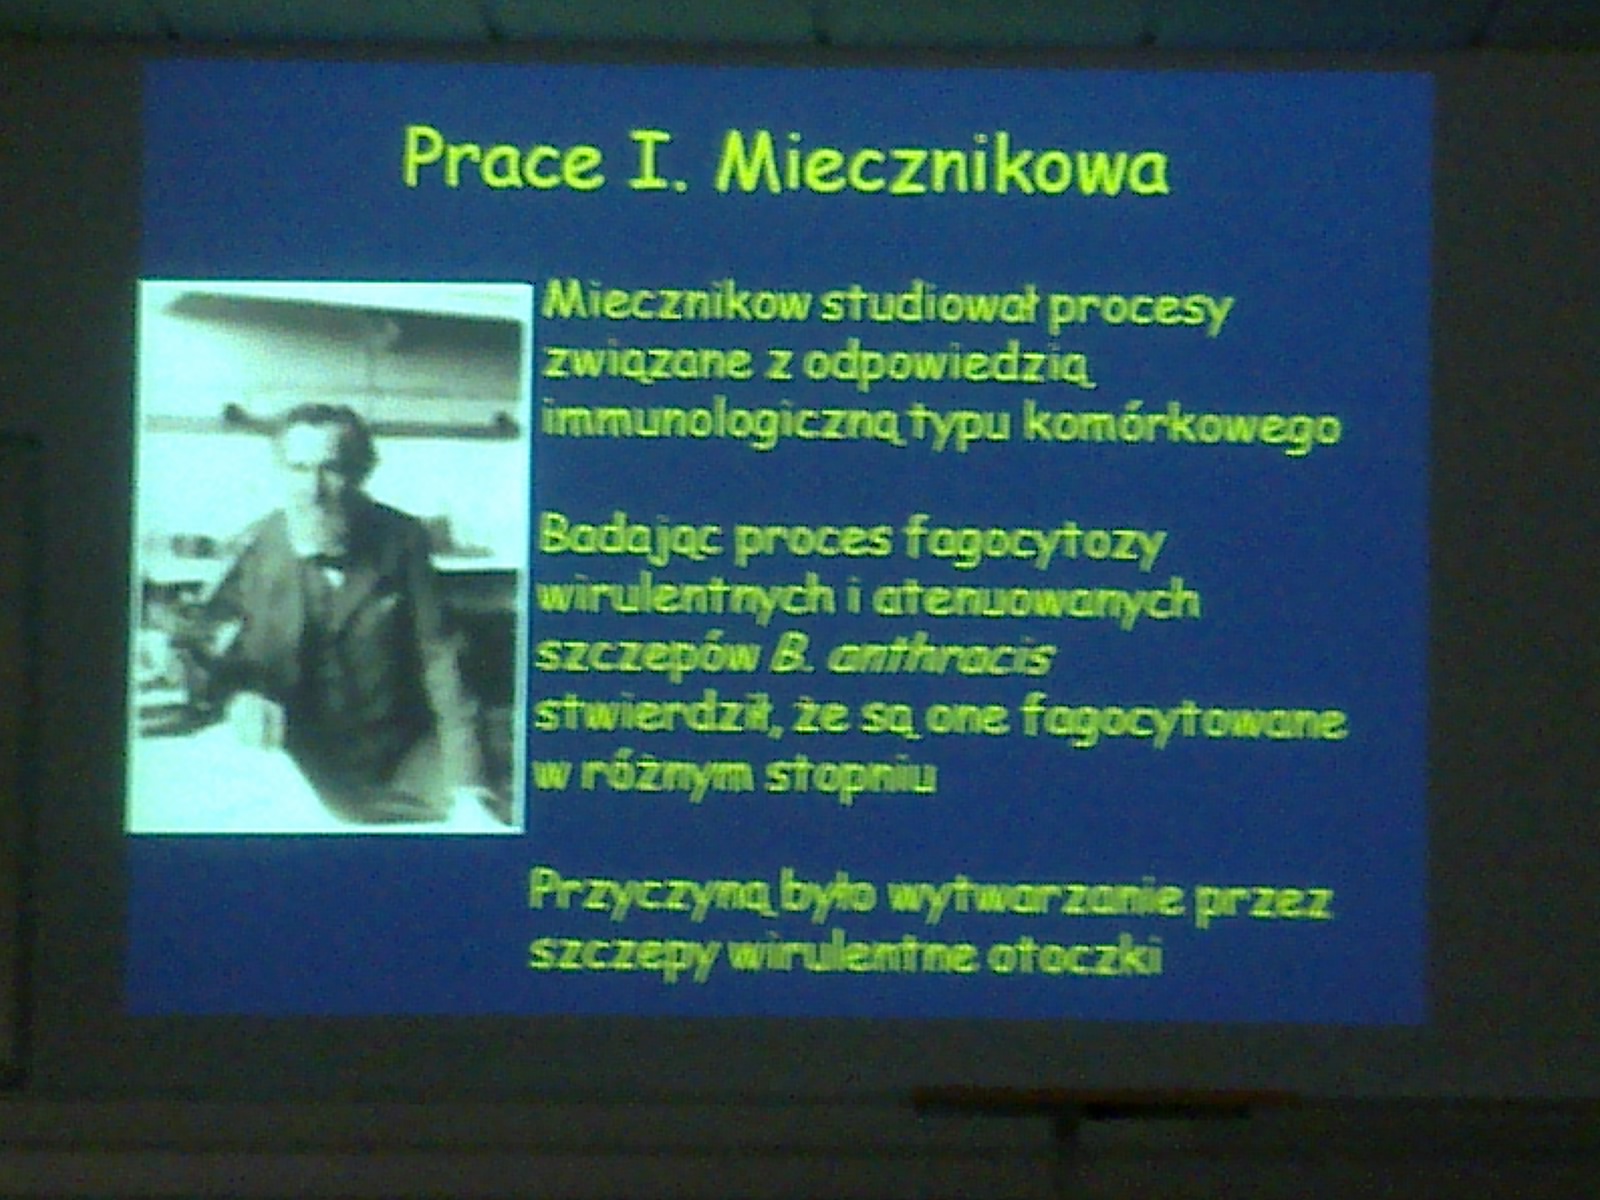 Prace I. Miecznikowa
Miecznikow studiował procesy
związane z odpowiedzią
immunologiczną typu komórkowego
Badając proces fagocytozy
wirulentnych i atenuowanych
szczepów B. anthracis
stwierdził, że są one fagocytowane
w różnym stopniu
Przyczyną było wytwarzanie przez
szczepy wirulentne otoczki